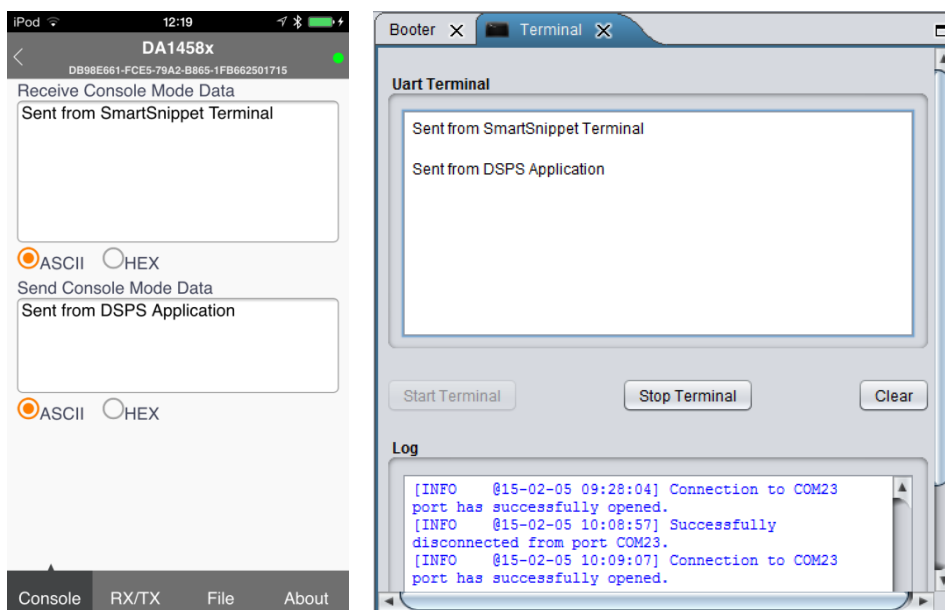 iPod 12:19
DA1458x
DB98E661-FCE5-79A2-B865-1FB662501715
Receive Console Mode Data
Sent from SmartSnippet Terminal
ASCII HEX
Send Console Mode Data
Sent from DSPS Application
ASCII HEX
Console RX/TX File About
Booter Terminal
Uart Terminal
Sent from SmartSnippet Terminal
Sent from DSPS Application
Start Terminal Stop Terminal Clear
Log
[INFO @15-02-05 09:28:04] Connection to COM23
port has successfully opened.
[INFO @15-02-05 10:08:57] Successfully
disconnected from port COM23.
[INFO @15-02-05 10:09:07] Connection to COM23
port has successfully opened.